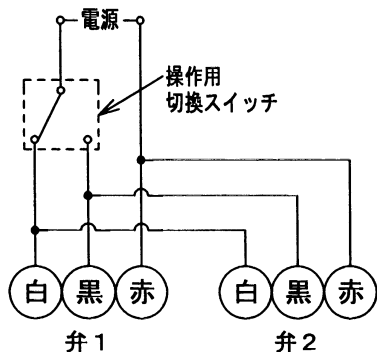 電源
操作用
切換スイッチ
白 黒 赤 白 黒 赤
弁1 弁2